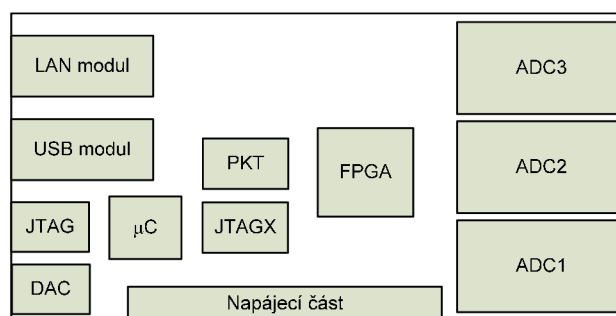 LAN modul
ADC3
USB modul
PKT
FPGA
ADC2
JTAG
μC
JTAGX
ADC1
DAC
Napájecí část